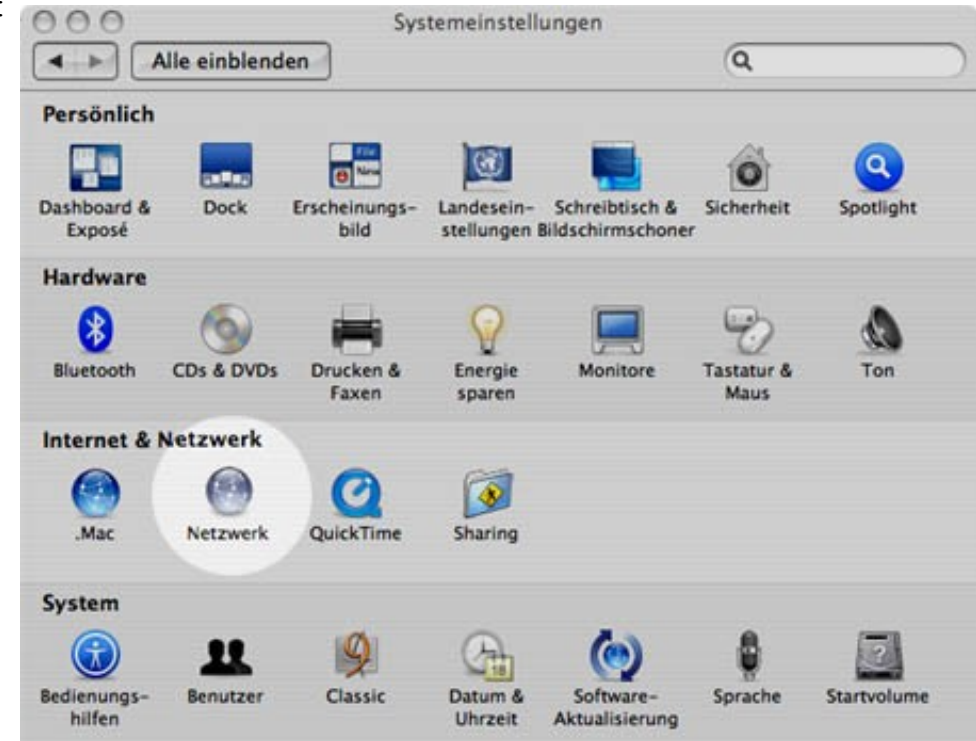 Systemeinstellungen
Alle einblenden
Persönlich
Dashboard & Exposé
Dock
Erscheinungs-
bild
Landesein-
stellungen
Schreibtisch &
Bildschirmschoner
Sicherheit
Spotlight
Hardware
Bluetooth
CDs & DVDs
Drucken &
Faxen
Energie
sparen
Monitore
Tastatur &
Maus
Ton
Internet & Netzwerk
.Mac
Netzwerk
QuickTime
Sharing
System
Bedienungs-
hilfen
Benutzer
Classic
Datum &
Uhrzeit
Software-
Aktualisierung
Sprache
Startvolume